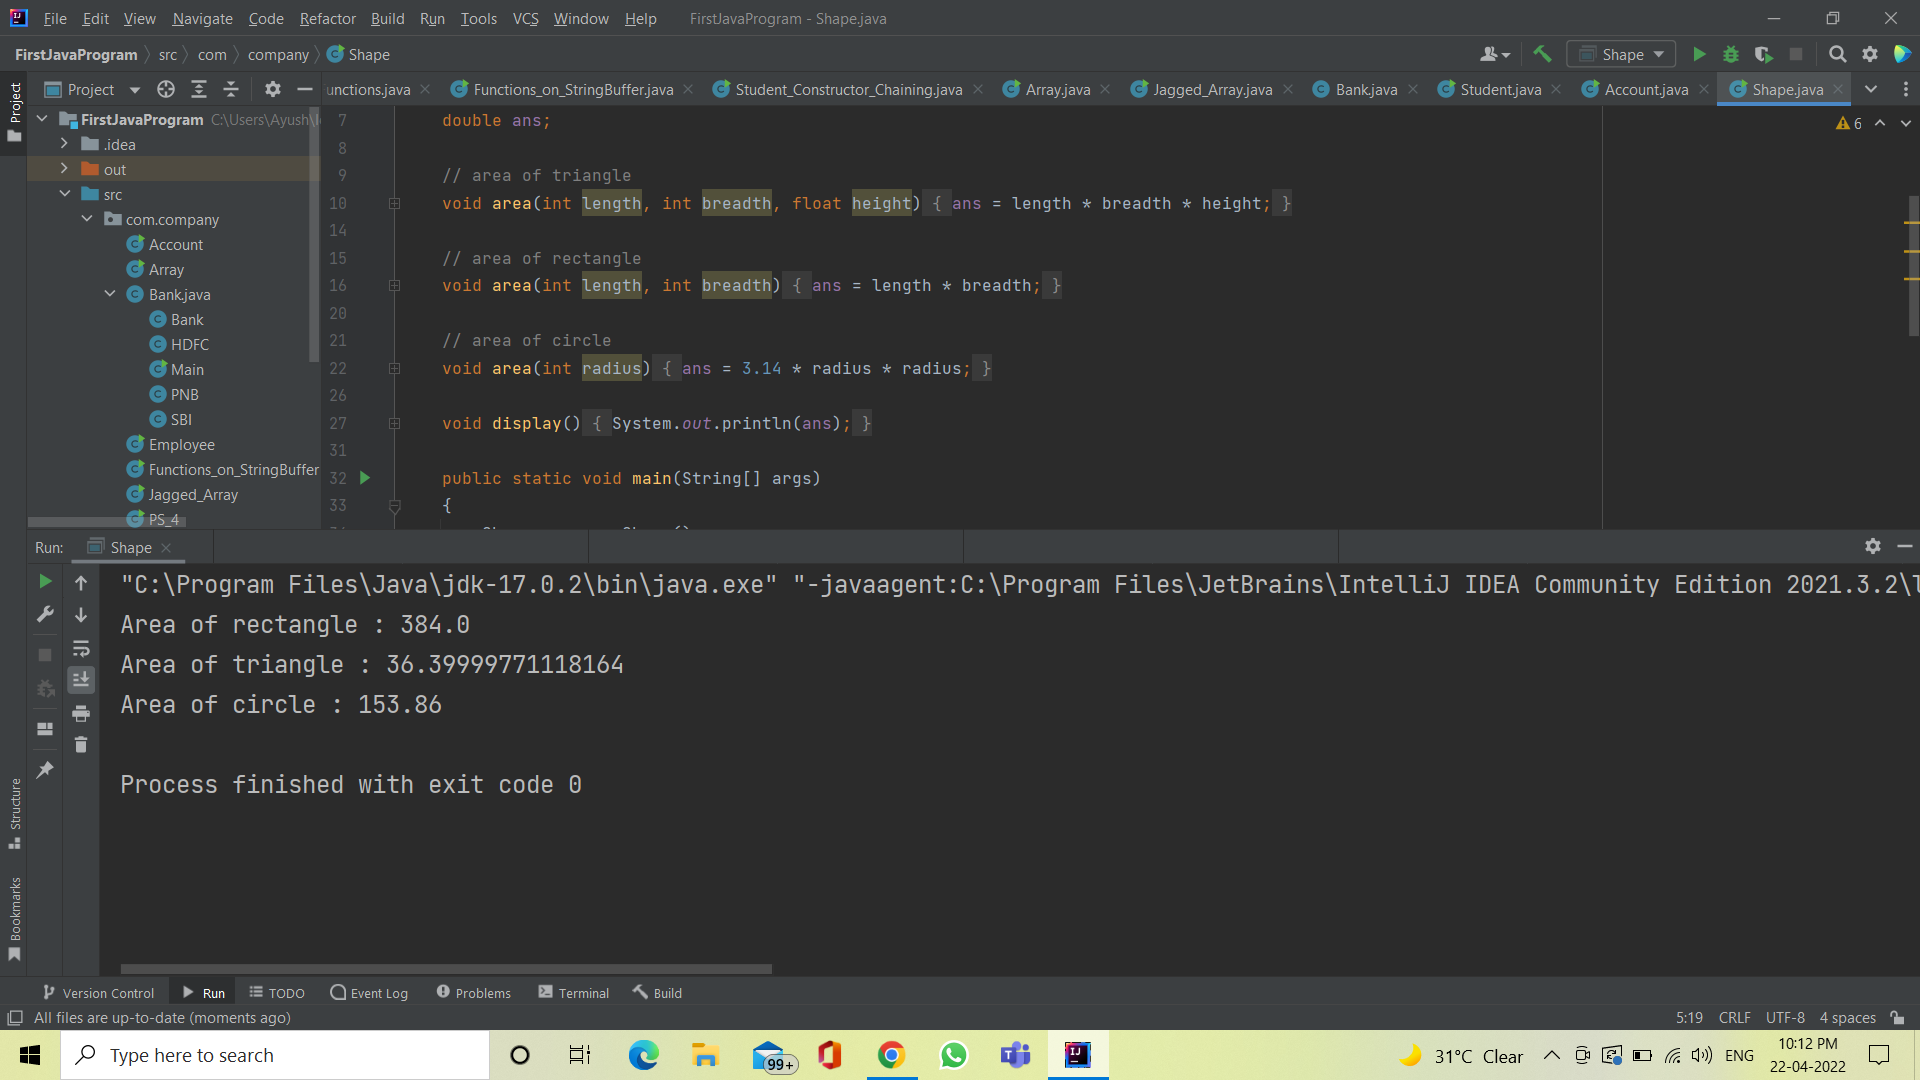 File Edit View Navigate Code Refactor Build Run Tools VCS Window Help FirstJavaProgram - Shape.java
FirstJavaProgram src com company Shape
Shape
Project
Project
unctions.java Functions_on_StringBuffer.java Student_Constructor_Chaining.java Array.java Jagged_Array.java Bank.java Student.java Account.java Shape.java
FirstJavaProgram C:\Users\Ayush\
.idea
out
src
com.company
Account
Array
Bank.java
Bank
HDFC
Main
PNB
SBI
Employee
Functions_on_StringBuffer
Jagged_Array
PS_4
6
7 double ans;
8
9 // area of triangle
10 void area(int length, int breadth, float height) { ans = length * breadth * height; }
14
15 // area of rectangle
16 void area(int length, int breadth) { ans = length * breadth; }
20
21 // area of circle
22 void area(int radius) { ans = 3.14 * radius * radius; }
26
27 void display() { System.out.println(ans); }
31
32 public static void main(String[] args)
33 {
Run: Shape
"C:\Program Files\Java\jdk-17.0.2\bin\java.exe" "-javaagent:C:\Program Files\JetBrains\IntelliJ IDEA Community Edition 2021.3.2\
Area of rectangle : 384.0
Area of triangle : 36.39999771118164
Area of circle : 153.86
Process finished with exit code 0
Structure
Bookmarks
Version Control Run TODO Event Log Problems Terminal Build
All files are up-to-date (moments ago)
5:19 CRLF UTF-8 4 spaces
Type here to search
99+
31°C Clear
ENG
10:12 PM
22-04-2022